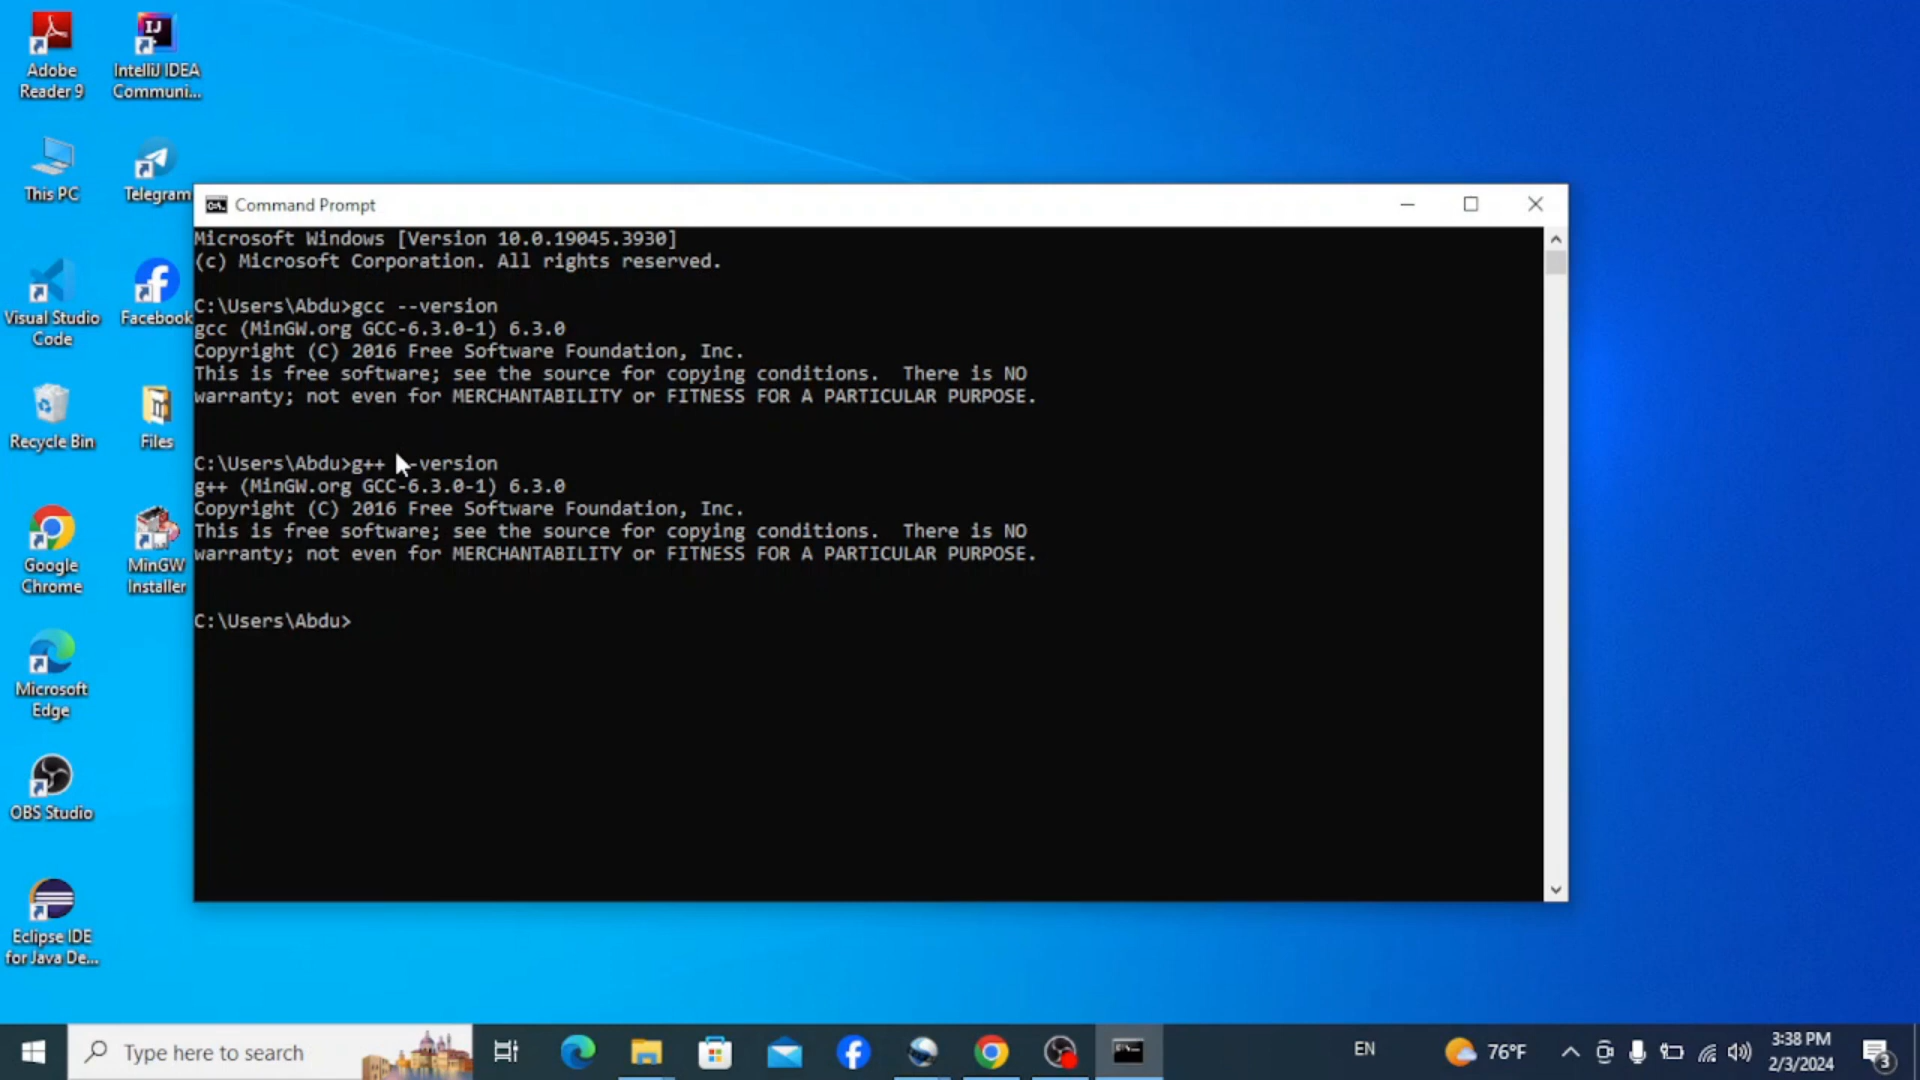 Adobe
Reader 9
IntelliJ IDEA
Communi...
This PC
Telegram
Visual Studio
Code
Facebook
Recycle Bin
Files
Google
Chrome
MinGW
Installer
Microsoft
Edge
OBS Studio
Eclipse IDE
for Java De...
Command Prompt
Microsoft Windows [Version 10.0.19045.3930]
(c) Microsoft Corporation. All rights reserved.
C:\Users\Abdu>gcc --version
gcc (MinGW.org GCC-6.3.0-1) 6.3.0
Copyright (C) 2016 Free Software Foundation, Inc.
This is free software; see the source for copying conditions.  There is NO
warranty; not even for MERCHANTABILITY or FITNESS FOR A PARTICULAR PURPOSE.
C:\Users\Abdu>g++ --version
g++ (MinGW.org GCC-6.3.0-1) 6.3.0
Copyright (C) 2016 Free Software Foundation, Inc.
This is free software; see the source for copying conditions.  There is NO
warranty; not even for MERCHANTABILITY or FITNESS FOR A PARTICULAR PURPOSE.
C:\Users\Abdu>
Type here to search
EN
76°F
3:38 PM
2/3/2024
3